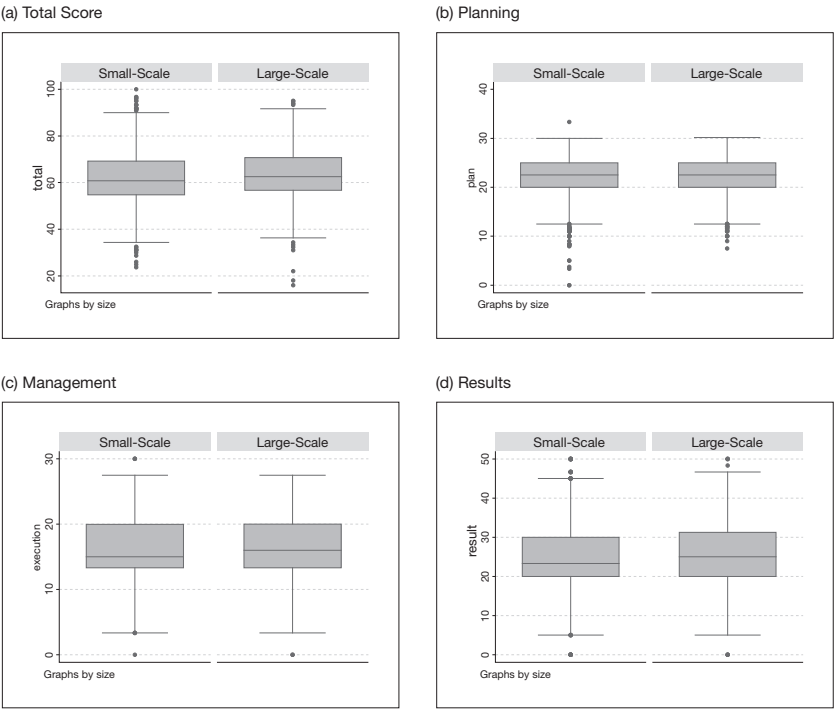 (a) Total Score
Small-Scale Large-Scale
100
80
60
40
20
total
Graphs by size
(b) Planning
Small-Scale Large-Scale
40
30
20
10
0
plan
Graphs by size
(c) Management
Small-Scale Large-Scale
30
20
10
0
execution
Graphs by size
(d) Results
Small-Scale Large-Scale
50
40
30
20
10
0
result
Graphs by size